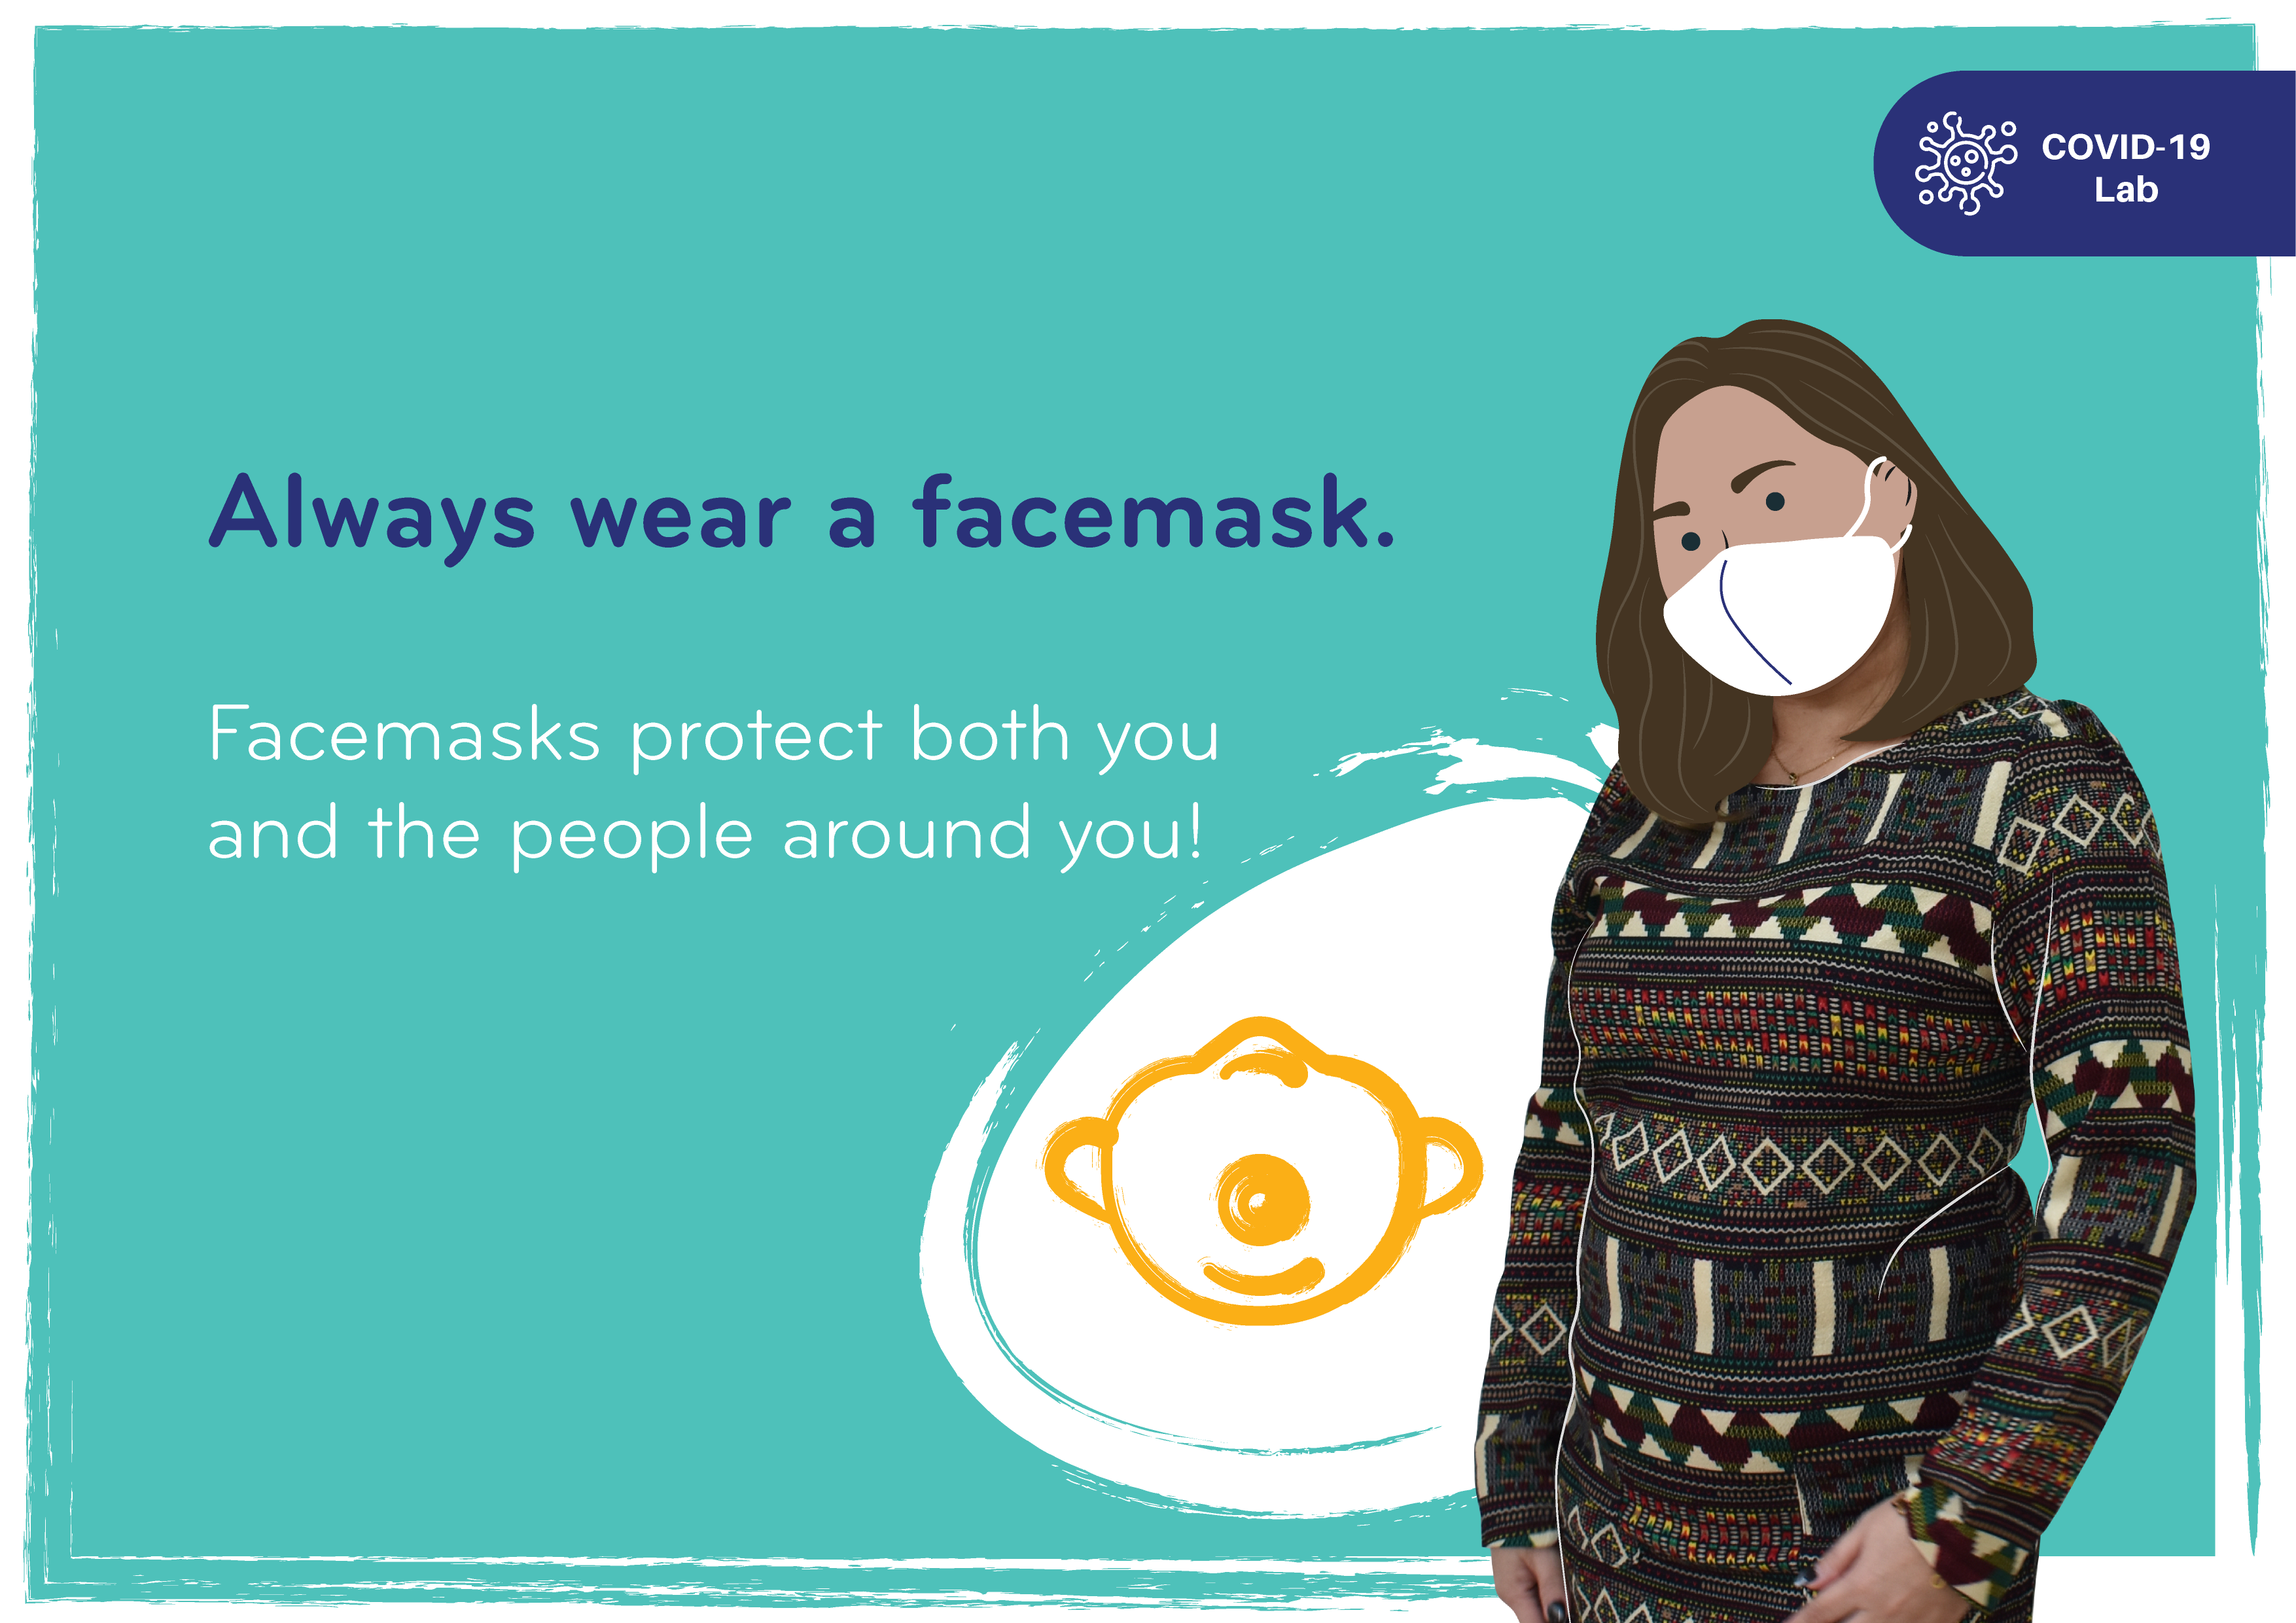 COVID-19
Lab
Always wear a facemask.
Facemasks protect both you
and the people around you!